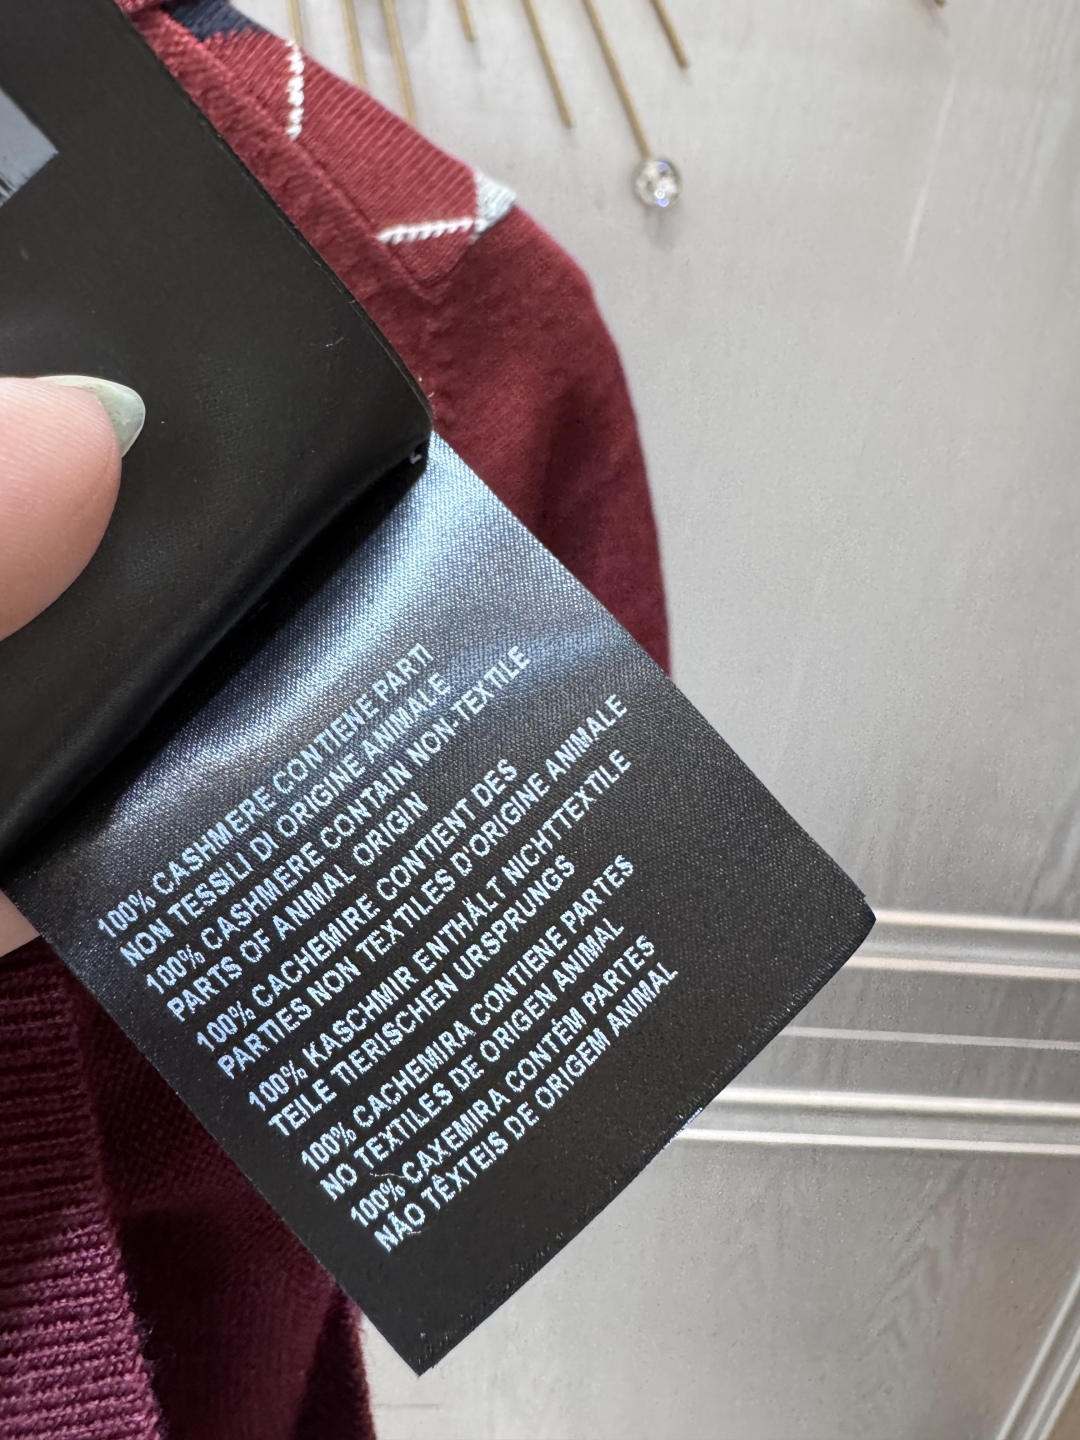 100% CASHMERE CONTIENE PARTI
NON TESSILI DI ORIGINE ANIMALE
100% CASHMERE CONTAIN NON-TEXTILE
PARTS OF ANIMAL ORIGIN
100% CACHEMIRE CONTIENT DES
PARTIES NON TEXTILES D'ORIGINE ANIMALE
100% KASCHMIR ENTHÄLT NICHTTEXTILE
TEILE TIERISCHEN URSPRUNGS
100% CACHEMIRA CONTIENE PARTES
NO TEXTILES DE ORIGEN ANIMAL
100% CAXEMIRA CONTÉM PARTES
NÃO TÊXTEIS DE ORIGEM ANIMAL